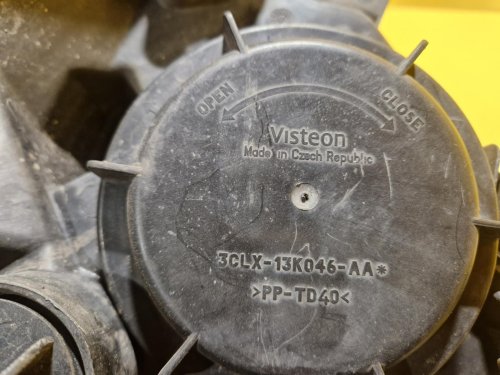 OPEN
CLOSE
Visteon
Made in Czech Republic
3CLX-13K046-AA*
>PP-TD40<